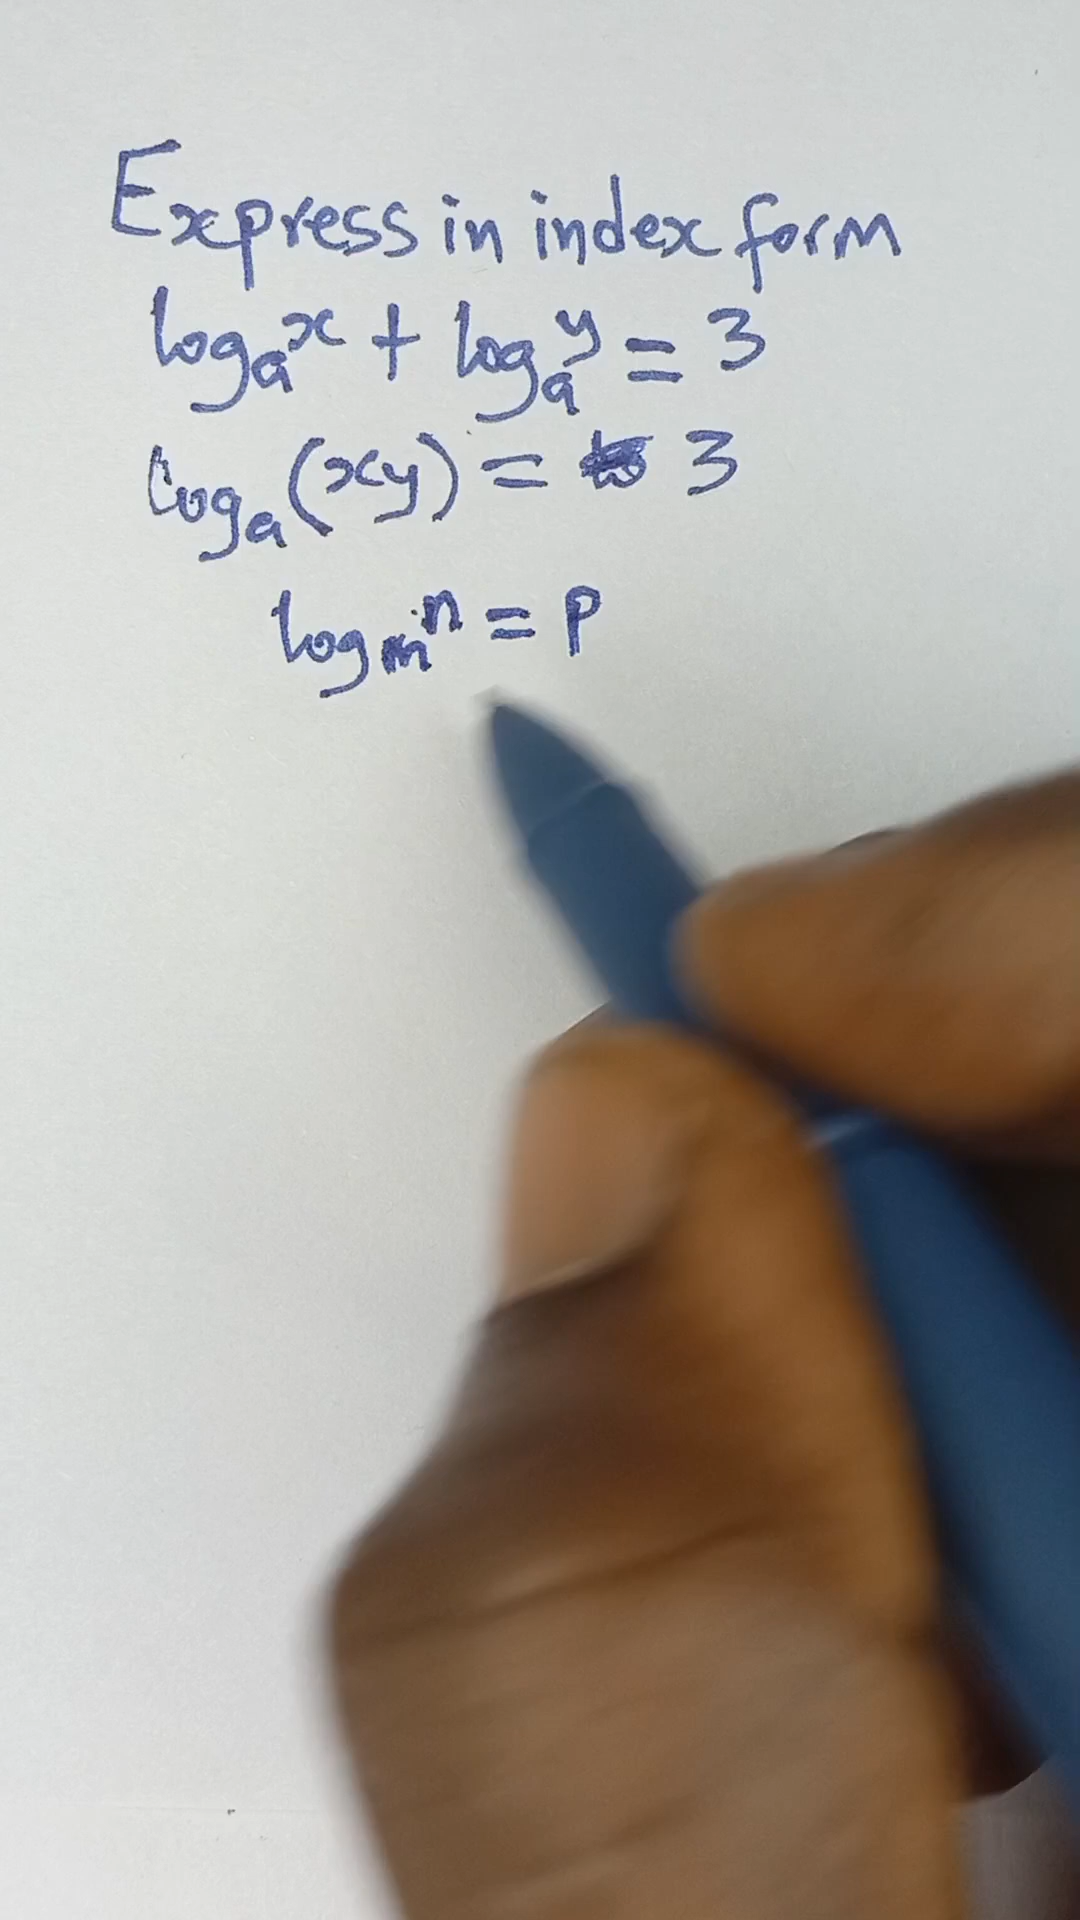 Express in index form
logₐx + logₐy = 3
logₐ(xy) = 3
logₘn = p